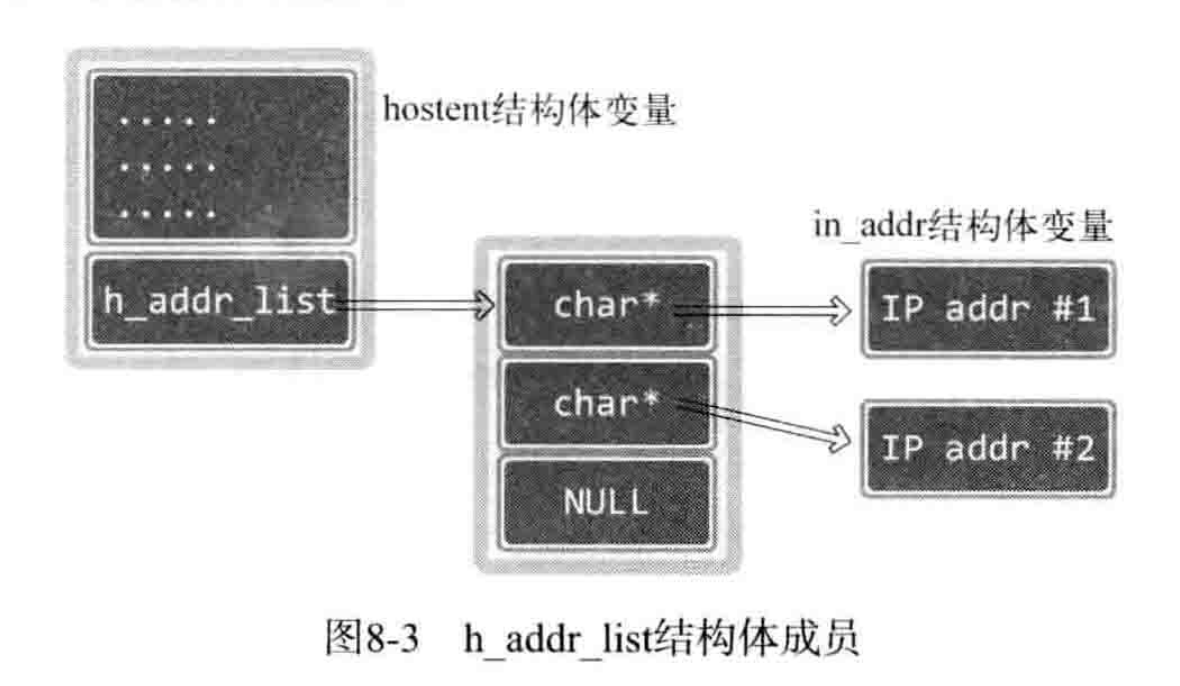 .....
hostent结构体变量
.....
.....
in_addr结构体变量
h_addr_list
char*
IP addr #1
char*
IP addr #2
NULL
图8-3 h_addr_list结构体成员